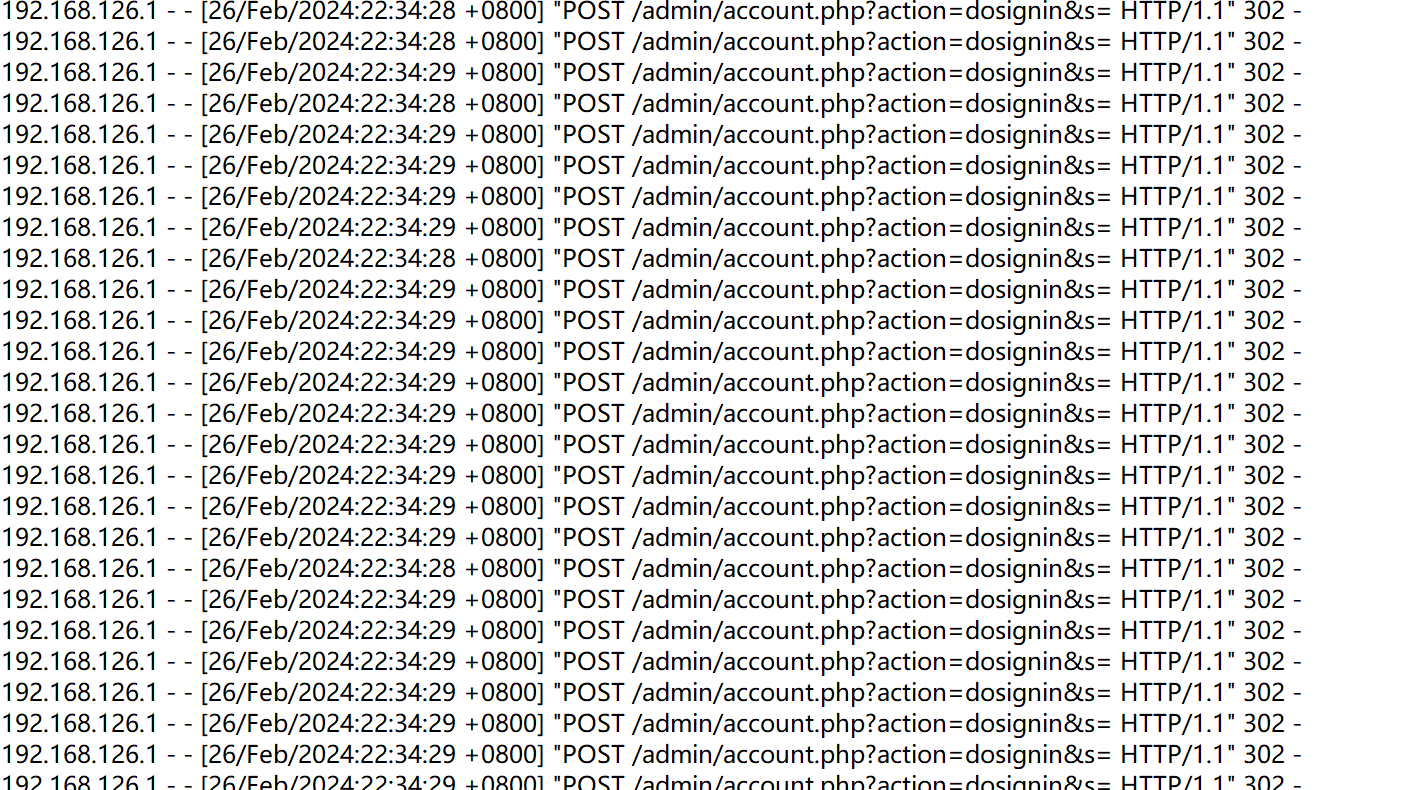 192.168.126.1 - - [26/Feb/2024:22:34:28 +0800] "POST /admin/account.php?action=dosignin&s= HTTP/1.1" 302 -
192.168.126.1 - - [26/Feb/2024:22:34:28 +0800] "POST /admin/account.php?action=dosignin&s= HTTP/1.1" 302 -
192.168.126.1 - - [26/Feb/2024:22:34:29 +0800] "POST /admin/account.php?action=dosignin&s= HTTP/1.1" 302 -
192.168.126.1 - - [26/Feb/2024:22:34:28 +0800] "POST /admin/account.php?action=dosignin&s= HTTP/1.1" 302 -
192.168.126.1 - - [26/Feb/2024:22:34:29 +0800] "POST /admin/account.php?action=dosignin&s= HTTP/1.1" 302 -
192.168.126.1 - - [26/Feb/2024:22:34:29 +0800] "POST /admin/account.php?action=dosignin&s= HTTP/1.1" 302 -
192.168.126.1 - - [26/Feb/2024:22:34:29 +0800] "POST /admin/account.php?action=dosignin&s= HTTP/1.1" 302 -
192.168.126.1 - - [26/Feb/2024:22:34:29 +0800] "POST /admin/account.php?action=dosignin&s= HTTP/1.1" 302 -
192.168.126.1 - - [26/Feb/2024:22:34:28 +0800] "POST /admin/account.php?action=dosignin&s= HTTP/1.1" 302 -
192.168.126.1 - - [26/Feb/2024:22:34:29 +0800] "POST /admin/account.php?action=dosignin&s= HTTP/1.1" 302 -
192.168.126.1 - - [26/Feb/2024:22:34:29 +0800] "POST /admin/account.php?action=dosignin&s= HTTP/1.1" 302 -
192.168.126.1 - - [26/Feb/2024:22:34:29 +0800] "POST /admin/account.php?action=dosignin&s= HTTP/1.1" 302 -
192.168.126.1 - - [26/Feb/2024:22:34:29 +0800] "POST /admin/account.php?action=dosignin&s= HTTP/1.1" 302 -
192.168.126.1 - - [26/Feb/2024:22:34:29 +0800] "POST /admin/account.php?action=dosignin&s= HTTP/1.1" 302 -
192.168.126.1 - - [26/Feb/2024:22:34:29 +0800] "POST /admin/account.php?action=dosignin&s= HTTP/1.1" 302 -
192.168.126.1 - - [26/Feb/2024:22:34:29 +0800] "POST /admin/account.php?action=dosignin&s= HTTP/1.1" 302 -
192.168.126.1 - - [26/Feb/2024:22:34:29 +0800] "POST /admin/account.php?action=dosignin&s= HTTP/1.1" 302 -
192.168.126.1 - - [26/Feb/2024:22:34:29 +0800] "POST /admin/account.php?action=dosignin&s= HTTP/1.1" 302 -
192.168.126.1 - - [26/Feb/2024:22:34:28 +0800] "POST /admin/account.php?action=dosignin&s= HTTP/1.1" 302 -
192.168.126.1 - - [26/Feb/2024:22:34:29 +0800] "POST /admin/account.php?action=dosignin&s= HTTP/1.1" 302 -
192.168.126.1 - - [26/Feb/2024:22:34:29 +0800] "POST /admin/account.php?action=dosignin&s= HTTP/1.1" 302 -
192.168.126.1 - - [26/Feb/2024:22:34:29 +0800] "POST /admin/account.php?action=dosignin&s= HTTP/1.1" 302 -
192.168.126.1 - - [26/Feb/2024:22:34:29 +0800] "POST /admin/account.php?action=dosignin&s= HTTP/1.1" 302 -
192.168.126.1 - - [26/Feb/2024:22:34:29 +0800] "POST /admin/account.php?action=dosignin&s= HTTP/1.1" 302 -
192.168.126.1 - - [26/Feb/2024:22:34:29 +0800] "POST /admin/account.php?action=dosignin&s= HTTP/1.1" 302 -
192.168.126.1 - - [26/Feb/2024:22:34:29 +0800] "POST /admin/account.php?action=dosignin&s= HTTP/1.1" 302 -